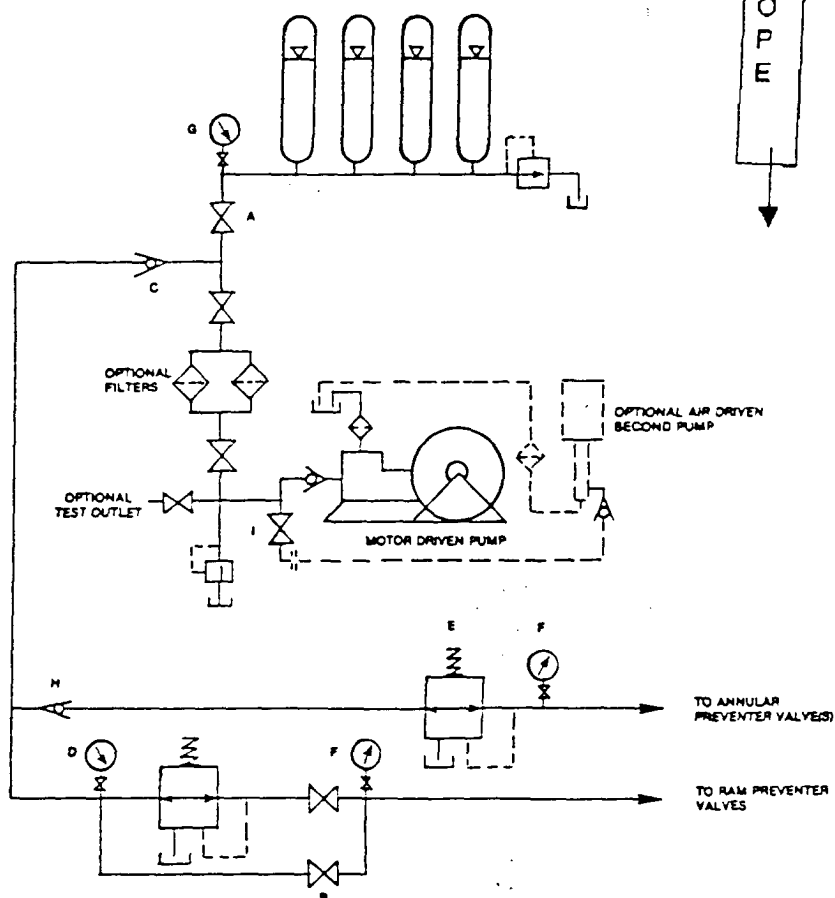 O
P
E
G
A
C
OPTIONAL
FILTERS
OPTIONAL AIR DRIVEN
SECOND PUMP
OPTIONAL
TEST OUTLET
I
MOTOR DRIVEN PUMP
E
F
H
TO ANNULAR
PREVENTER VALVE(S)
D
F
TO RAM PREVENTER
VALVES